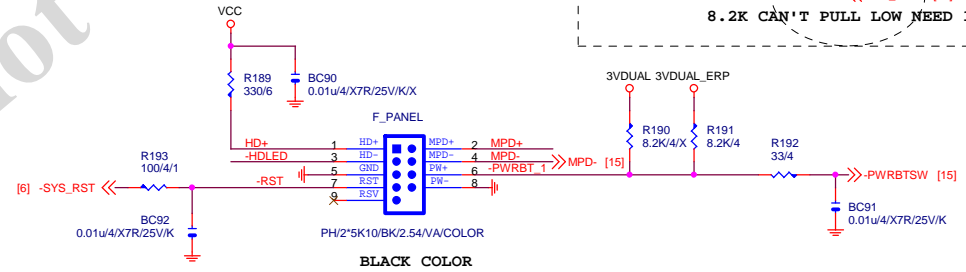 not
VCC
8.2K CAN'T PULL LOW NEED
R189
330/6
BC90
0.01u/4/X7R/25V/K/X
3VDUAL 3VDUAL_ERP
F_PANEL
R190
8.2K/4/X
R191
8.2K/4
R192
33/4
HD+ 1 HD+ MPD+ 2 MPD+
-HDLED 3 HD- MPD- 4 MPD- MPD- [15]
5 GND PW+ 6 -PWRBT_1
[6] -SYS_RST R193 100/4/1 -RST 7 RST PW- 8
9 RSV
-PWRBTSW [15]
BC92
0.01u/4/X7R/25V/K
BC91
0.01u/4/X7R/25V/K
PH/2*5K10/BK/2.54/VA/COLOR
BLACK COLOR